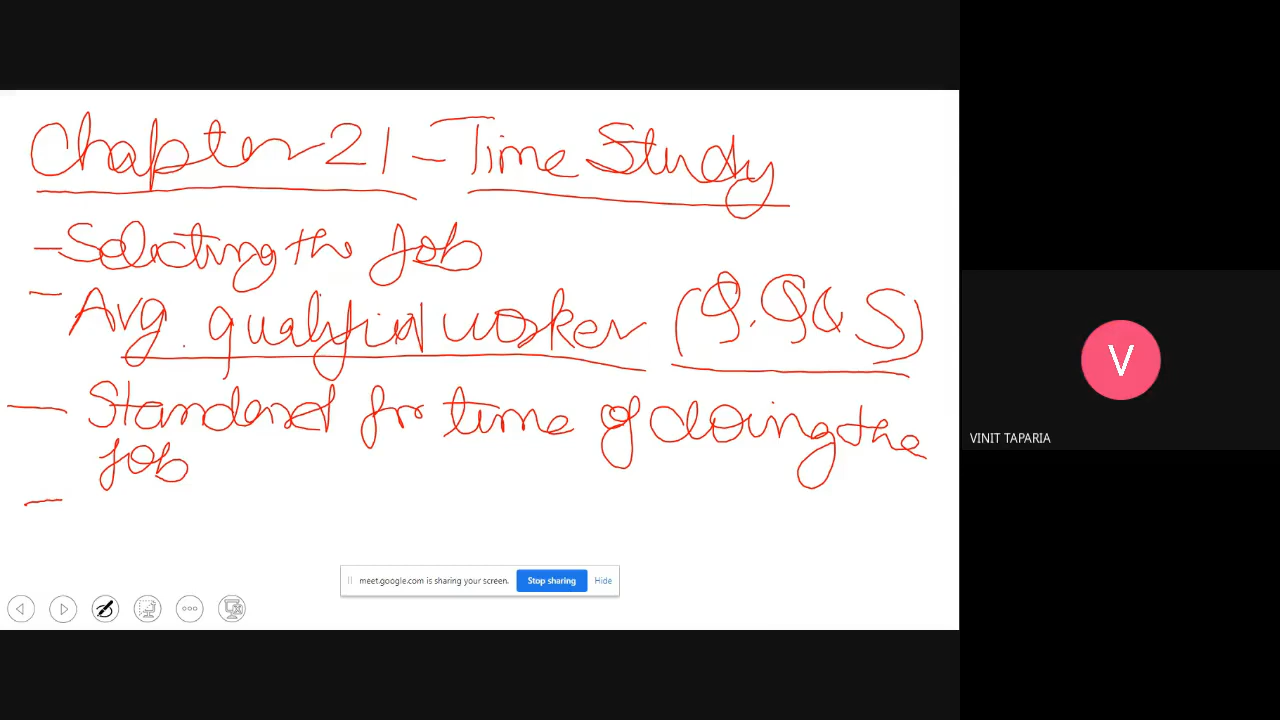 Chapter 21 - Time Study
- Selecting the Job
- Avg qualified worker (Q.Q & S)
- Standard for time of doing the
Job
-
meet.google.com is sharing your screen. Stop sharing Hide
V
VINIT TAPARIA